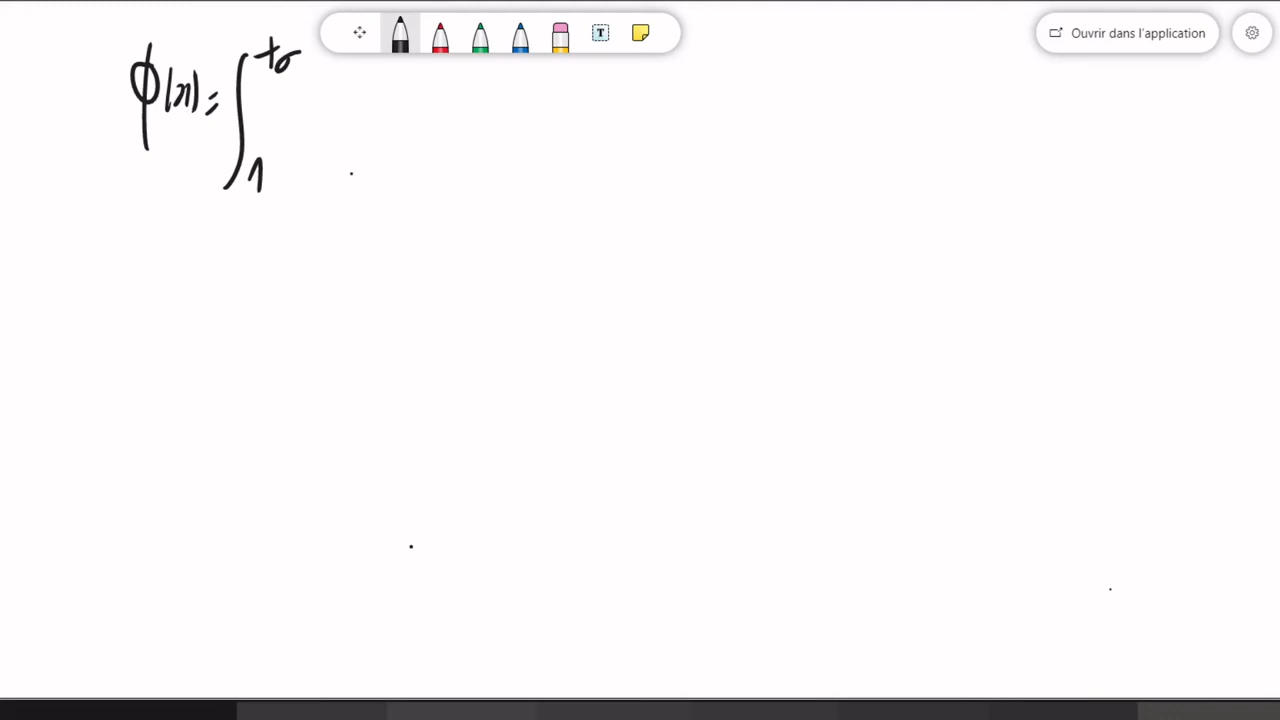 T
Ouvrir dans l'application
ϕ(x)= ∫₁^{+∞}